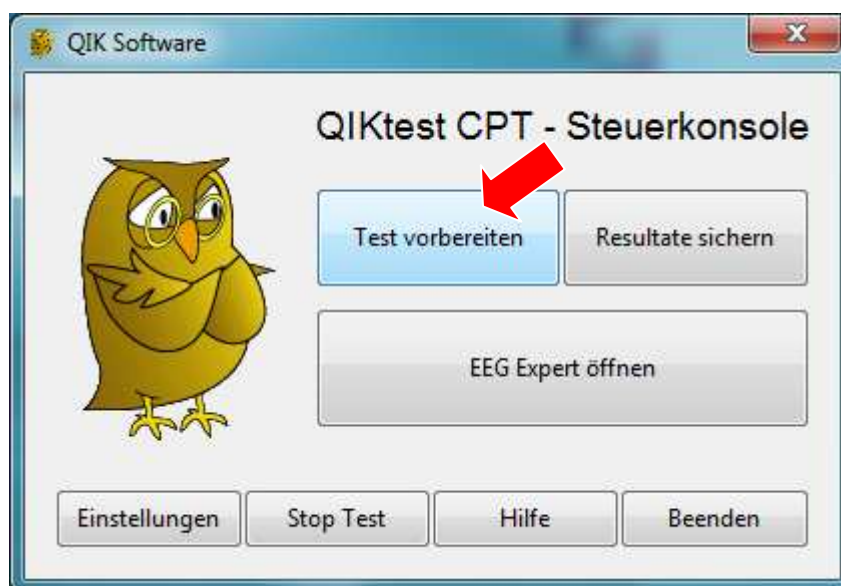 QIK Software
QIKtest CPT - Steuerkonsole
Test vorbereiten
Resultate sichern
EEG Expert öffnen
Einstellungen
Stop Test
Hilfe
Beenden